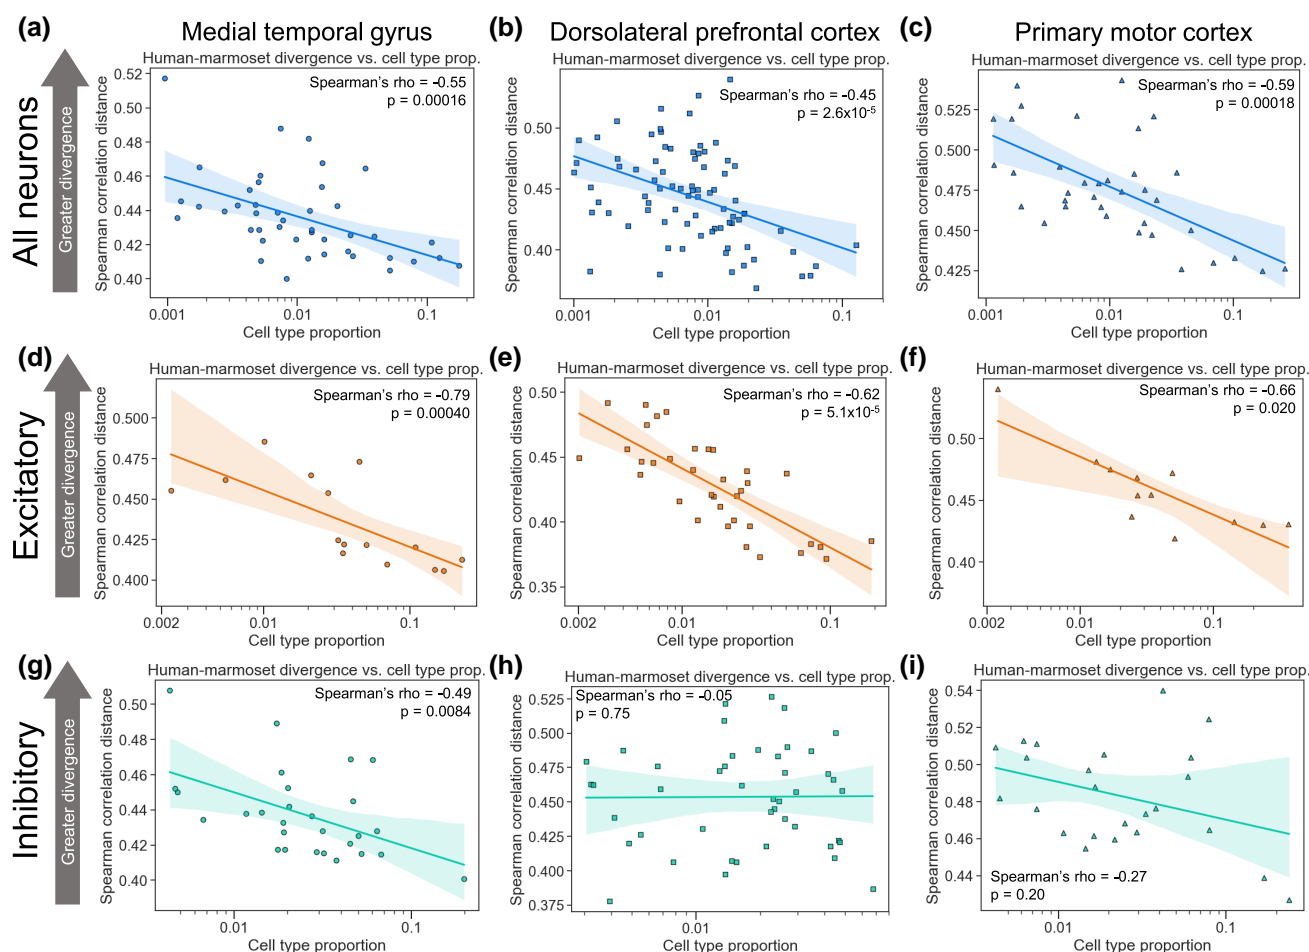 (a)
Medial temporal gyrus
(b)
Dorsolateral prefrontal cortex
(c)
Primary motor cortex
All neurons
Greater divergence
Human-marmoset divergence vs. cell type prop.
Spearman's rho = -0.55
p = 0.00016
Spearman correlation distance
0.52
0.50
0.48
0.46
0.44
0.42
0.40
0.001
0.01
0.1
Cell type proportion
Human-marmoset divergence vs. cell type prop.
Spearman's rho = -0.45
p = 2.6x10-5
Spearman correlation distance
0.50
0.45
0.40
0.001
0.01
0.1
Cell type proportion
Human-marmoset divergence vs. cell type prop.
Spearman's rho = -0.59
p = 0.00018
Spearman correlation distance
0.525
0.500
0.475
0.450
0.425
0.001
0.01
0.1
Cell type proportion
(d)
(e)
(f)
Excitatory
Greater divergence
Human-marmoset divergence vs. cell type prop.
Spearman's rho = -0.79
p = 0.00040
Spearman correlation distance
0.500
0.475
0.450
0.425
0.400
0.002
0.01
0.1
Cell type proportion
Human-marmoset divergence vs. cell type prop.
Spearman's rho = -0.62
p = 5.1x10-5
Spearman correlation distance
0.50
0.45
0.40
0.35
0.002
0.01
0.1
Cell type proportion
Human-marmoset divergence vs. cell type prop.
Spearman's rho = -0.66
p = 0.020
Spearman correlation distance
0.50
0.45
0.40
0.002
0.01
0.1
Cell type proportion
(g)
(h)
(i)
Inhibitory
Greater divergence
Human-marmoset divergence vs. cell type prop.
Spearman's rho = -0.49
p = 0.0084
Spearman correlation distance
0.50
0.48
0.46
0.44
0.42
0.40
0.01
0.1
Cell type proportion
Human-marmoset divergence vs. cell type prop.
Spearman's rho = -0.05
p = 0.75
Spearman correlation distance
0.525
0.500
0.475
0.450
0.425
0.400
0.375
0.01
Cell type proportion
Human-marmoset divergence vs. cell type prop.
Spearman correlation distance
0.54
0.52
0.50
0.48
0.46
0.44
Spearman's rho = -0.27
p = 0.20
0.01
0.1
Cell type proportion